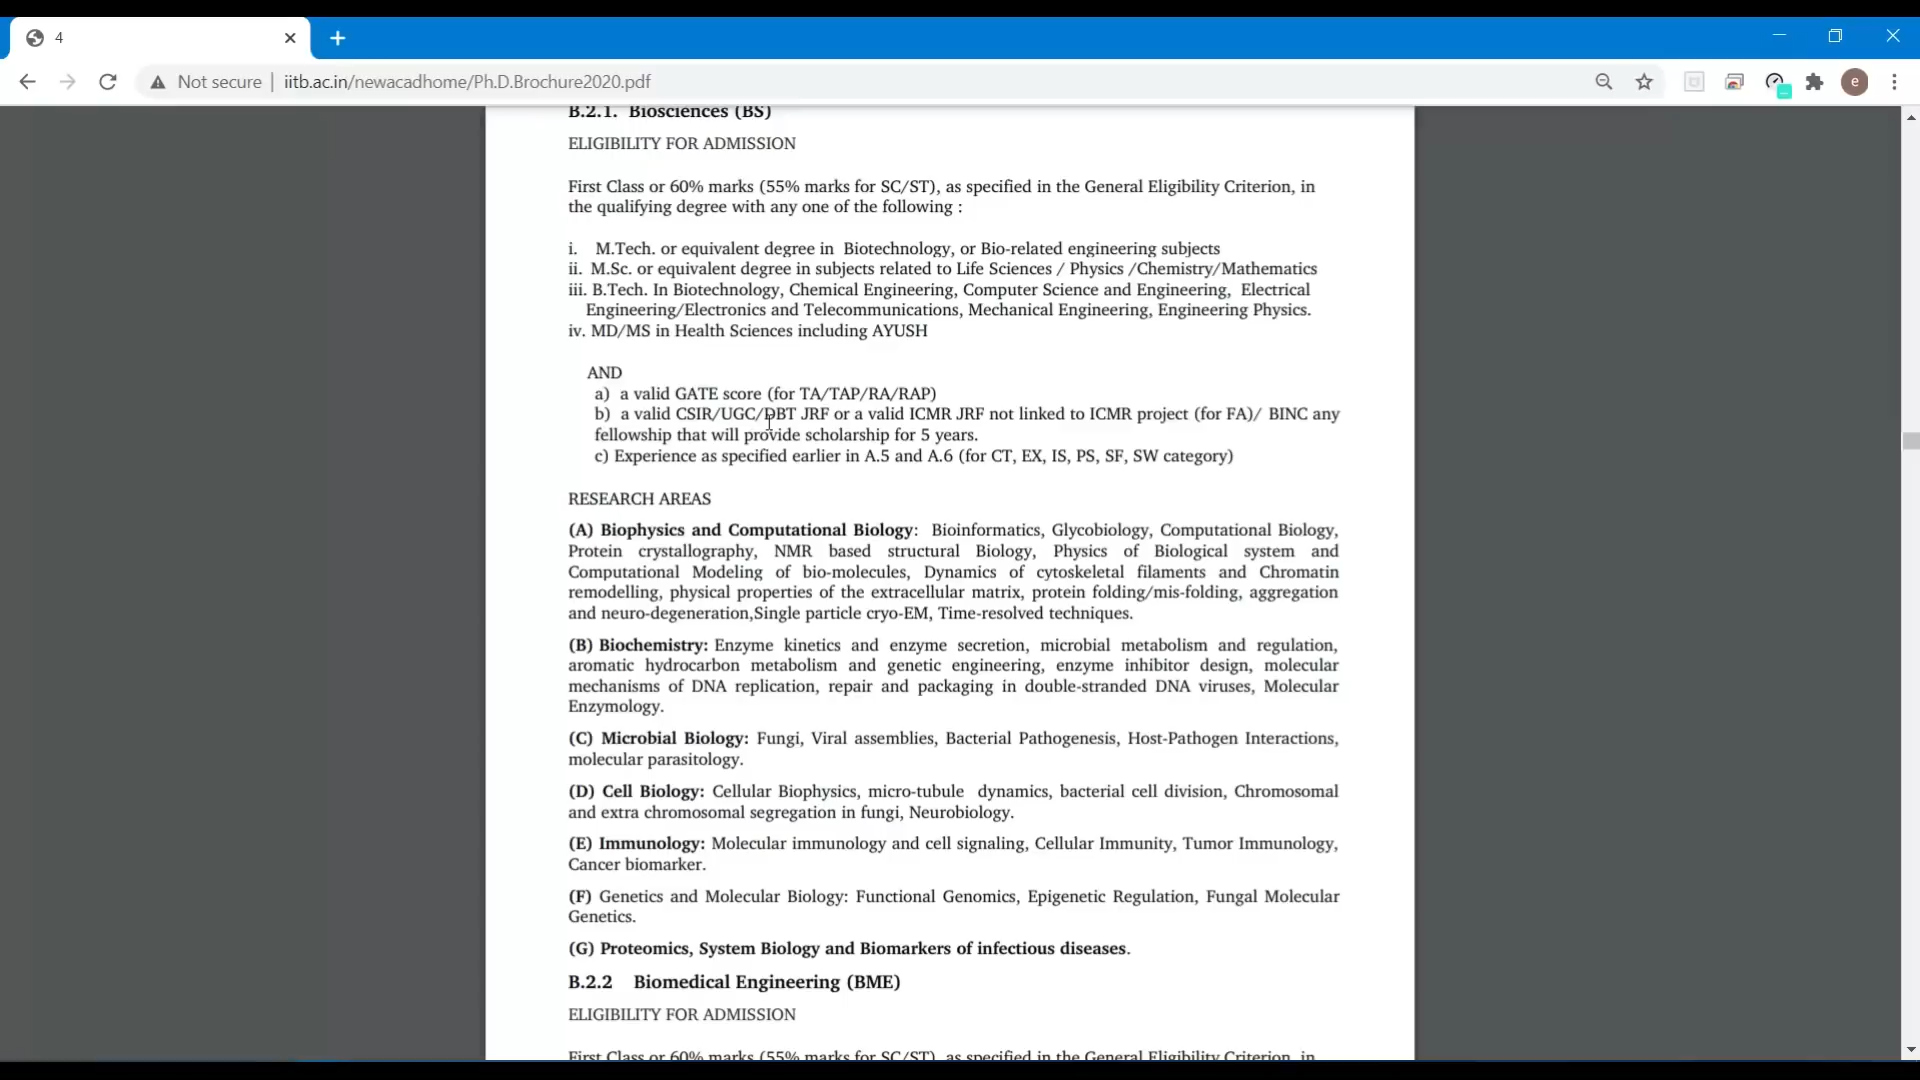 4
Not secure | iitb.ac.in/newacadhome/Ph.D.Brochure2020.pdf
e
B.2.1. Biosciences (BS)
ELIGIBILITY FOR ADMISSION
First Class or 60% marks (55% marks for SC/ST), as specified in the General Eligibility Criterion, in
the qualifying degree with any one of the following :
i. M.Tech. or equivalent degree in Biotechnology, or Bio-related engineering subjects
ii. M.Sc. or equivalent degree in subjects related to Life Sciences / Physics /Chemistry/Mathematics
iii. B.Tech. In Biotechnology, Chemical Engineering, Computer Science and Engineering, Electrical
Engineering/Electronics and Telecommunications, Mechanical Engineering, Engineering Physics.
iv. MD/MS in Health Sciences including AYUSH
AND
a) a valid GATE score (for TA/TAP/RA/RAP)
b) a valid CSIR/UGC/DBT JRF or a valid ICMR JRF not linked to ICMR project (for FA)/ BINC any
fellowship that will provide scholarship for 5 years.
c) Experience as specified earlier in A.5 and A.6 (for CT, EX, IS, PS, SF, SW category)
RESEARCH AREAS
(A) Biophysics and Computational Biology: Bioinformatics, Glycobiology, Computational Biology,
Protein crystallography, NMR based structural Biology, Physics of Biological system and
Computational Modeling of bio-molecules, Dynamics of cytoskeletal filaments and Chromatin
remodelling, physical properties of the extracellular matrix, protein folding/mis-folding, aggregation
and neuro-degeneration,Single particle cryo-EM, Time-resolved techniques.
(B) Biochemistry: Enzyme kinetics and enzyme secretion, microbial metabolism and regulation,
aromatic hydrocarbon metabolism and genetic engineering, enzyme inhibitor design, molecular
mechanisms of DNA replication, repair and packaging in double-stranded DNA viruses, Molecular
Enzymology.
(C) Microbial Biology: Fungi, Viral assemblies, Bacterial Pathogenesis, Host-Pathogen Interactions,
molecular parasitology.
(D) Cell Biology: Cellular Biophysics, micro-tubule dynamics, bacterial cell division, Chromosomal
and extra chromosomal segregation in fungi, Neurobiology.
(E) Immunology: Molecular immunology and cell signaling, Cellular Immunity, Tumor Immunology,
Cancer biomarker.
(F) Genetics and Molecular Biology: Functional Genomics, Epigenetic Regulation, Fungal Molecular
Genetics.
(G) Proteomics, System Biology and Biomarkers of infectious diseases.
B.2.2 Biomedical Engineering (BME)
ELIGIBILITY FOR ADMISSION
First Class or 60% marks (55% marks for SC/ST), as specified in the General Eligibility Criterion, in